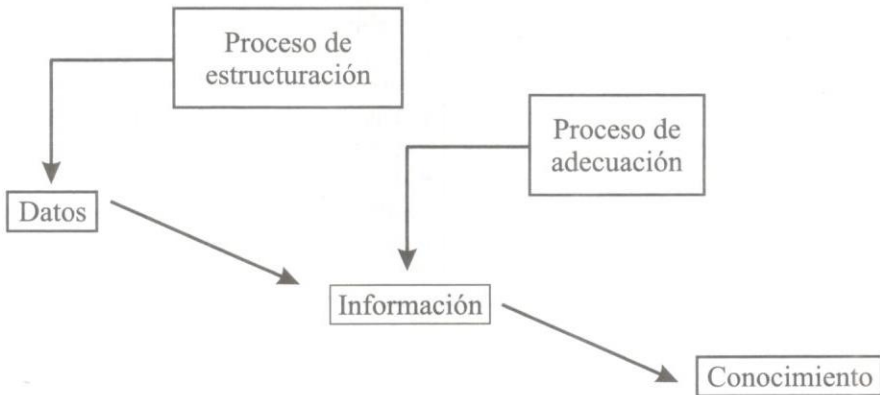 Proceso de
estructuración
Proceso de
adecuación
Datos
Información
Conocimiento